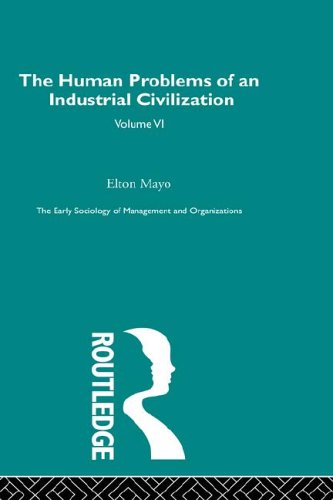 The Human Problems of an
Industrial Civilization
Volume VI
Elton Mayo
The Early Sociology of Management and Organizations
ROUTLEDGE